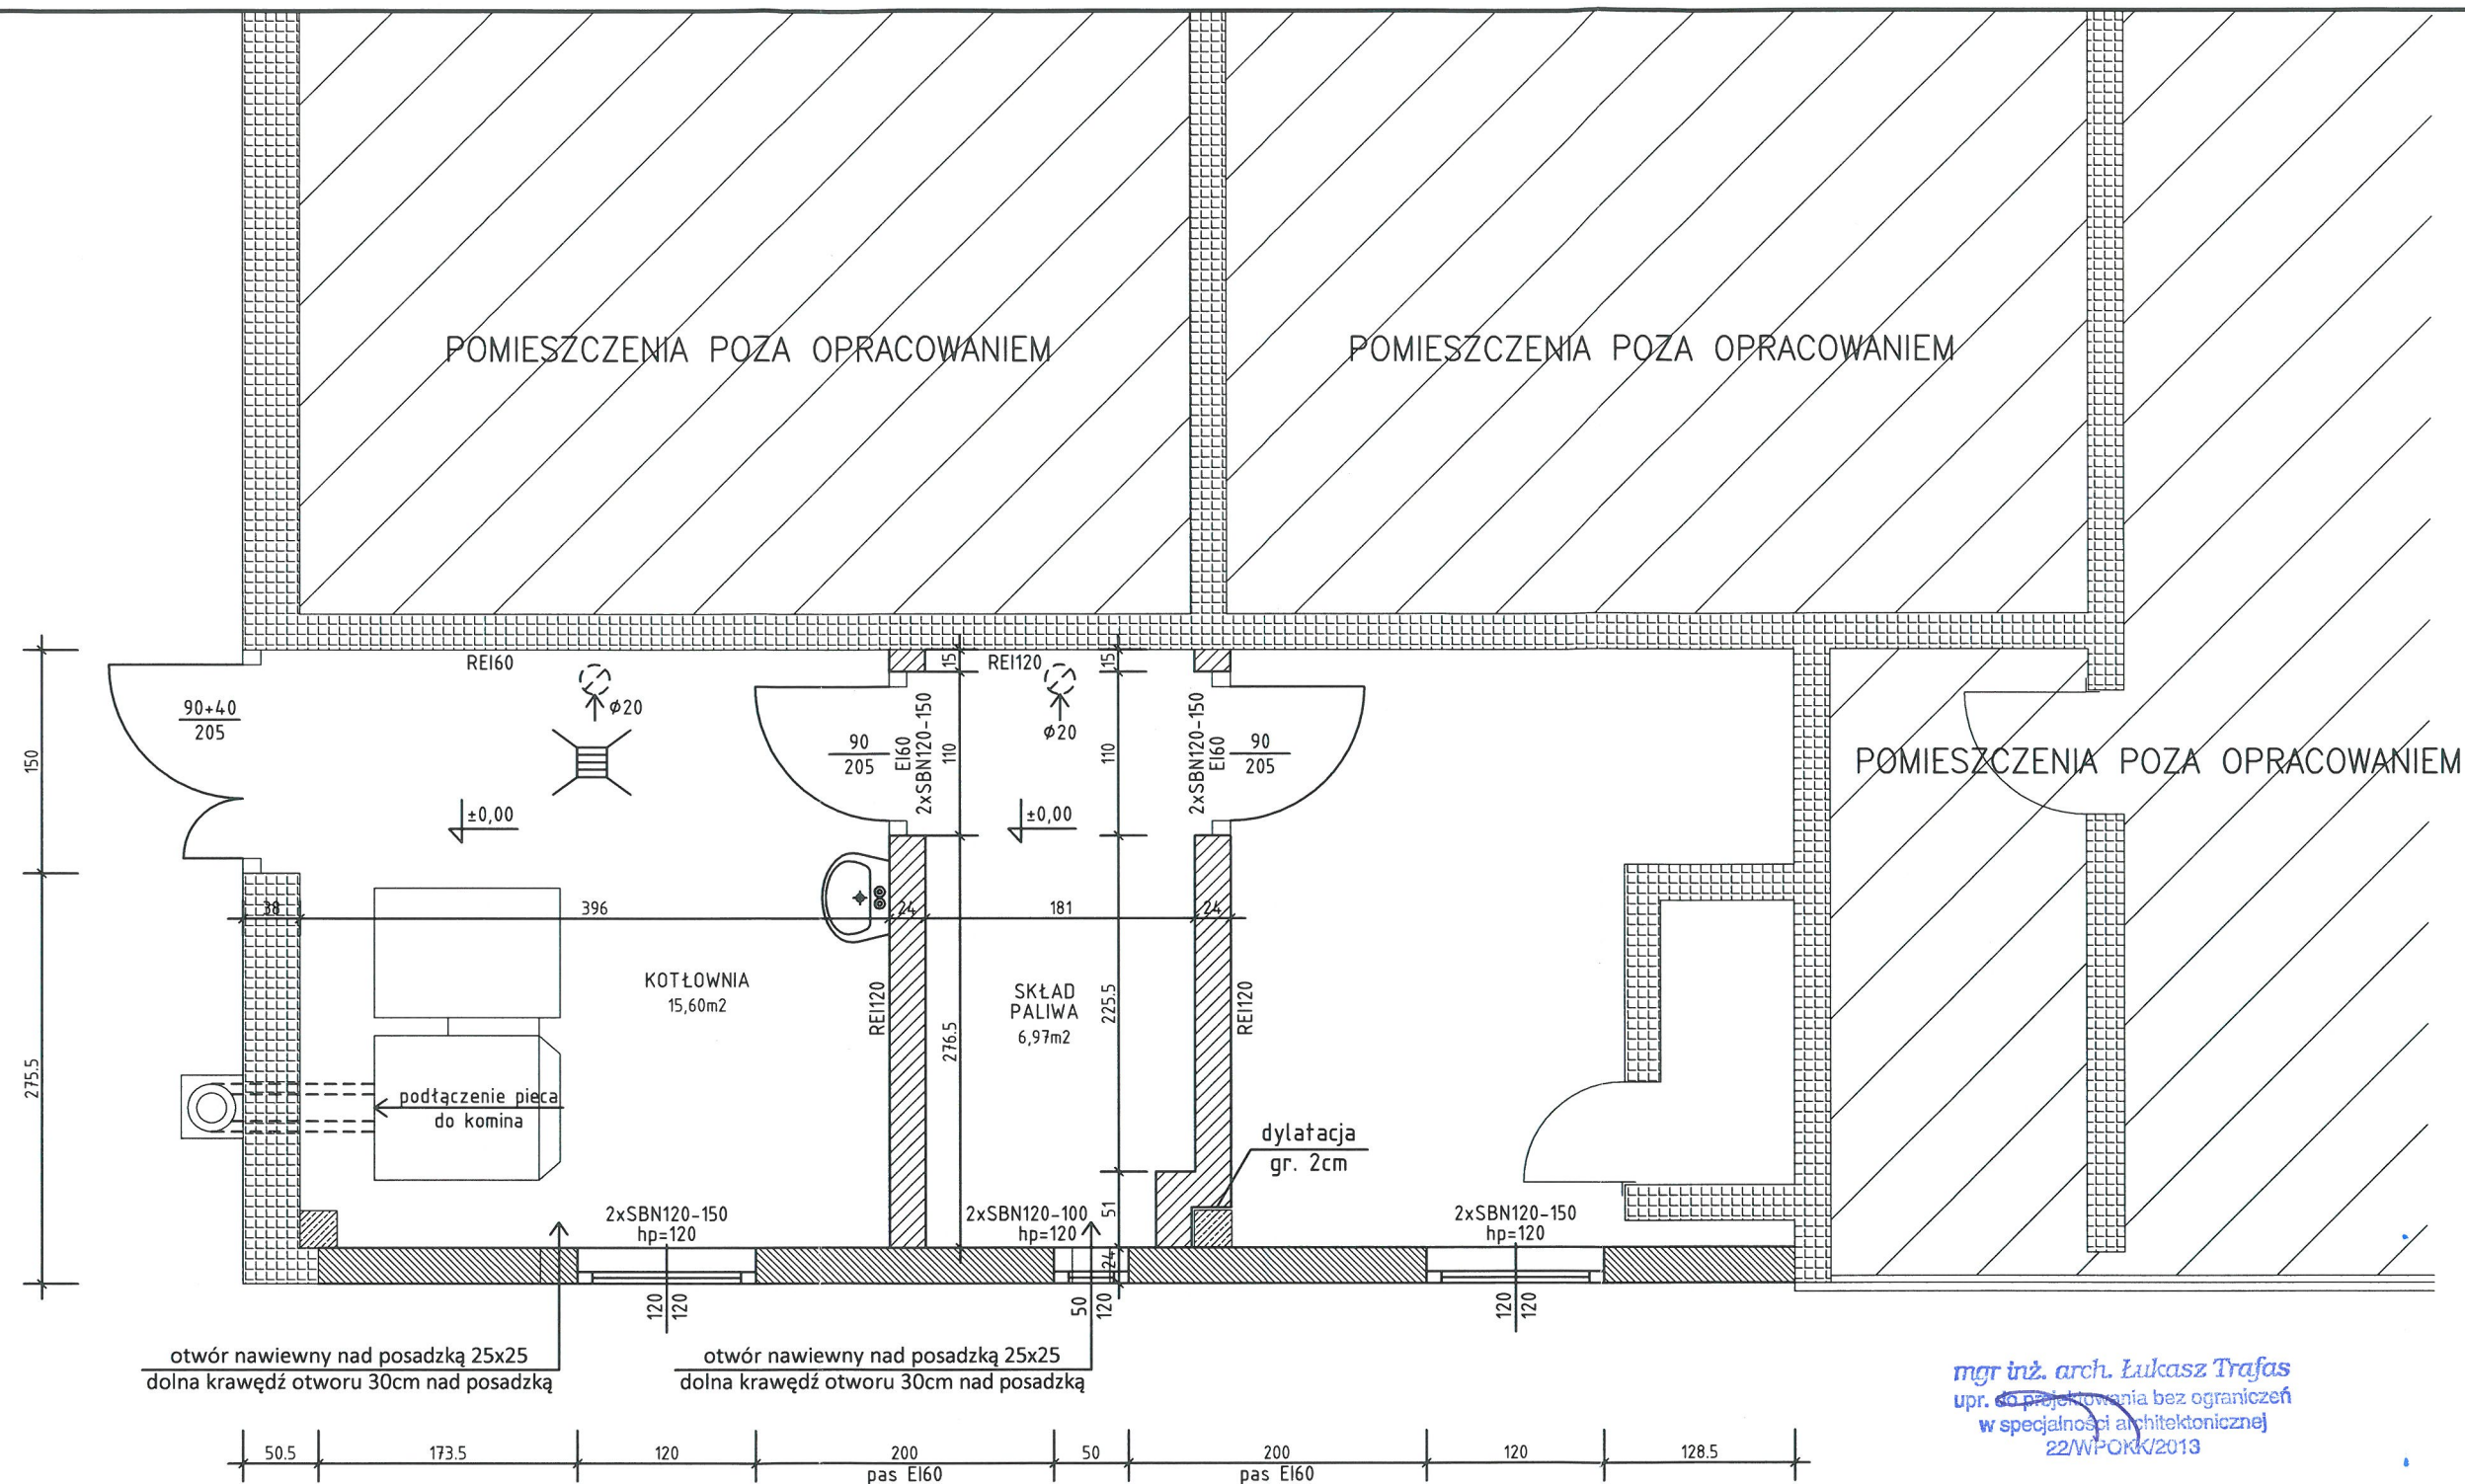 POMIESZCZENIA POZA OPRACOWANIEM
POMIESZCZENIA POZA OPRACOWANIEM
POMIESZCZENIA POZA OPRACOWANIEM
REI60
REI120
15
15
ø20
ø20
90+40
205
150
90
205
EI60
2xSBN120-150
110
110
2xSBN120-150
EI60
90
205
±0,00
±0,00
38
396
24
181
24
KOTŁOWNIA
15,60m2
REI120
SKŁAD
PALIWA
6,97m2
276.5
225.5
REI120
275.5
podłączenie pieca
do komina
dylatacja
gr. 2cm
51
2xSBN120-150
hp=120
2xSBN120-100
hp=120
2xSBN120-150
hp=120
24
120
120
50
120
120
120
otwór nawiewny nad posadzką 25x25
dolna krawędź otworu 30cm nad posadzką
otwór nawiewny nad posadzką 25x25
dolna krawędź otworu 30cm nad posadzką
mgr inż. arch. Łukasz Trafas
upr. do projektowania bez ograniczeń
w specjalności architektonicznej
22/WPOKK/2013
50.5
173.5
120
200
50
200
120
128.5
pas EI60
pas EI60